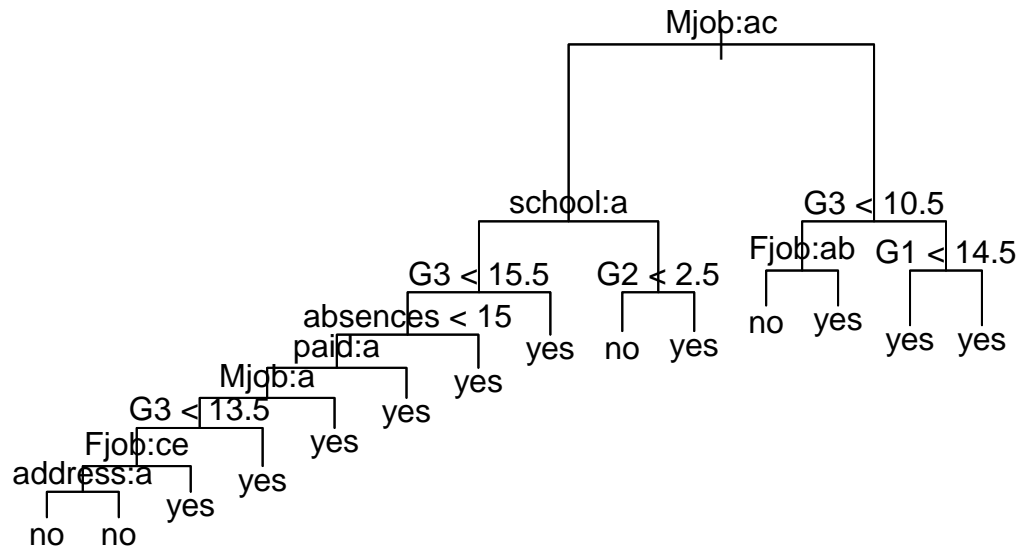 Mjob:ac
school:a
G3 < 10.5
Fjob:ab
G1 < 14.5
G3 < 15.5
G2 < 2.5
absences < 15
no
yes
paid:a
yes
no
yes
yes
yes
Mjob:a
yes
G3 < 13.5
yes
Fjob:ce
yes
address:a
yes
yes
no
no